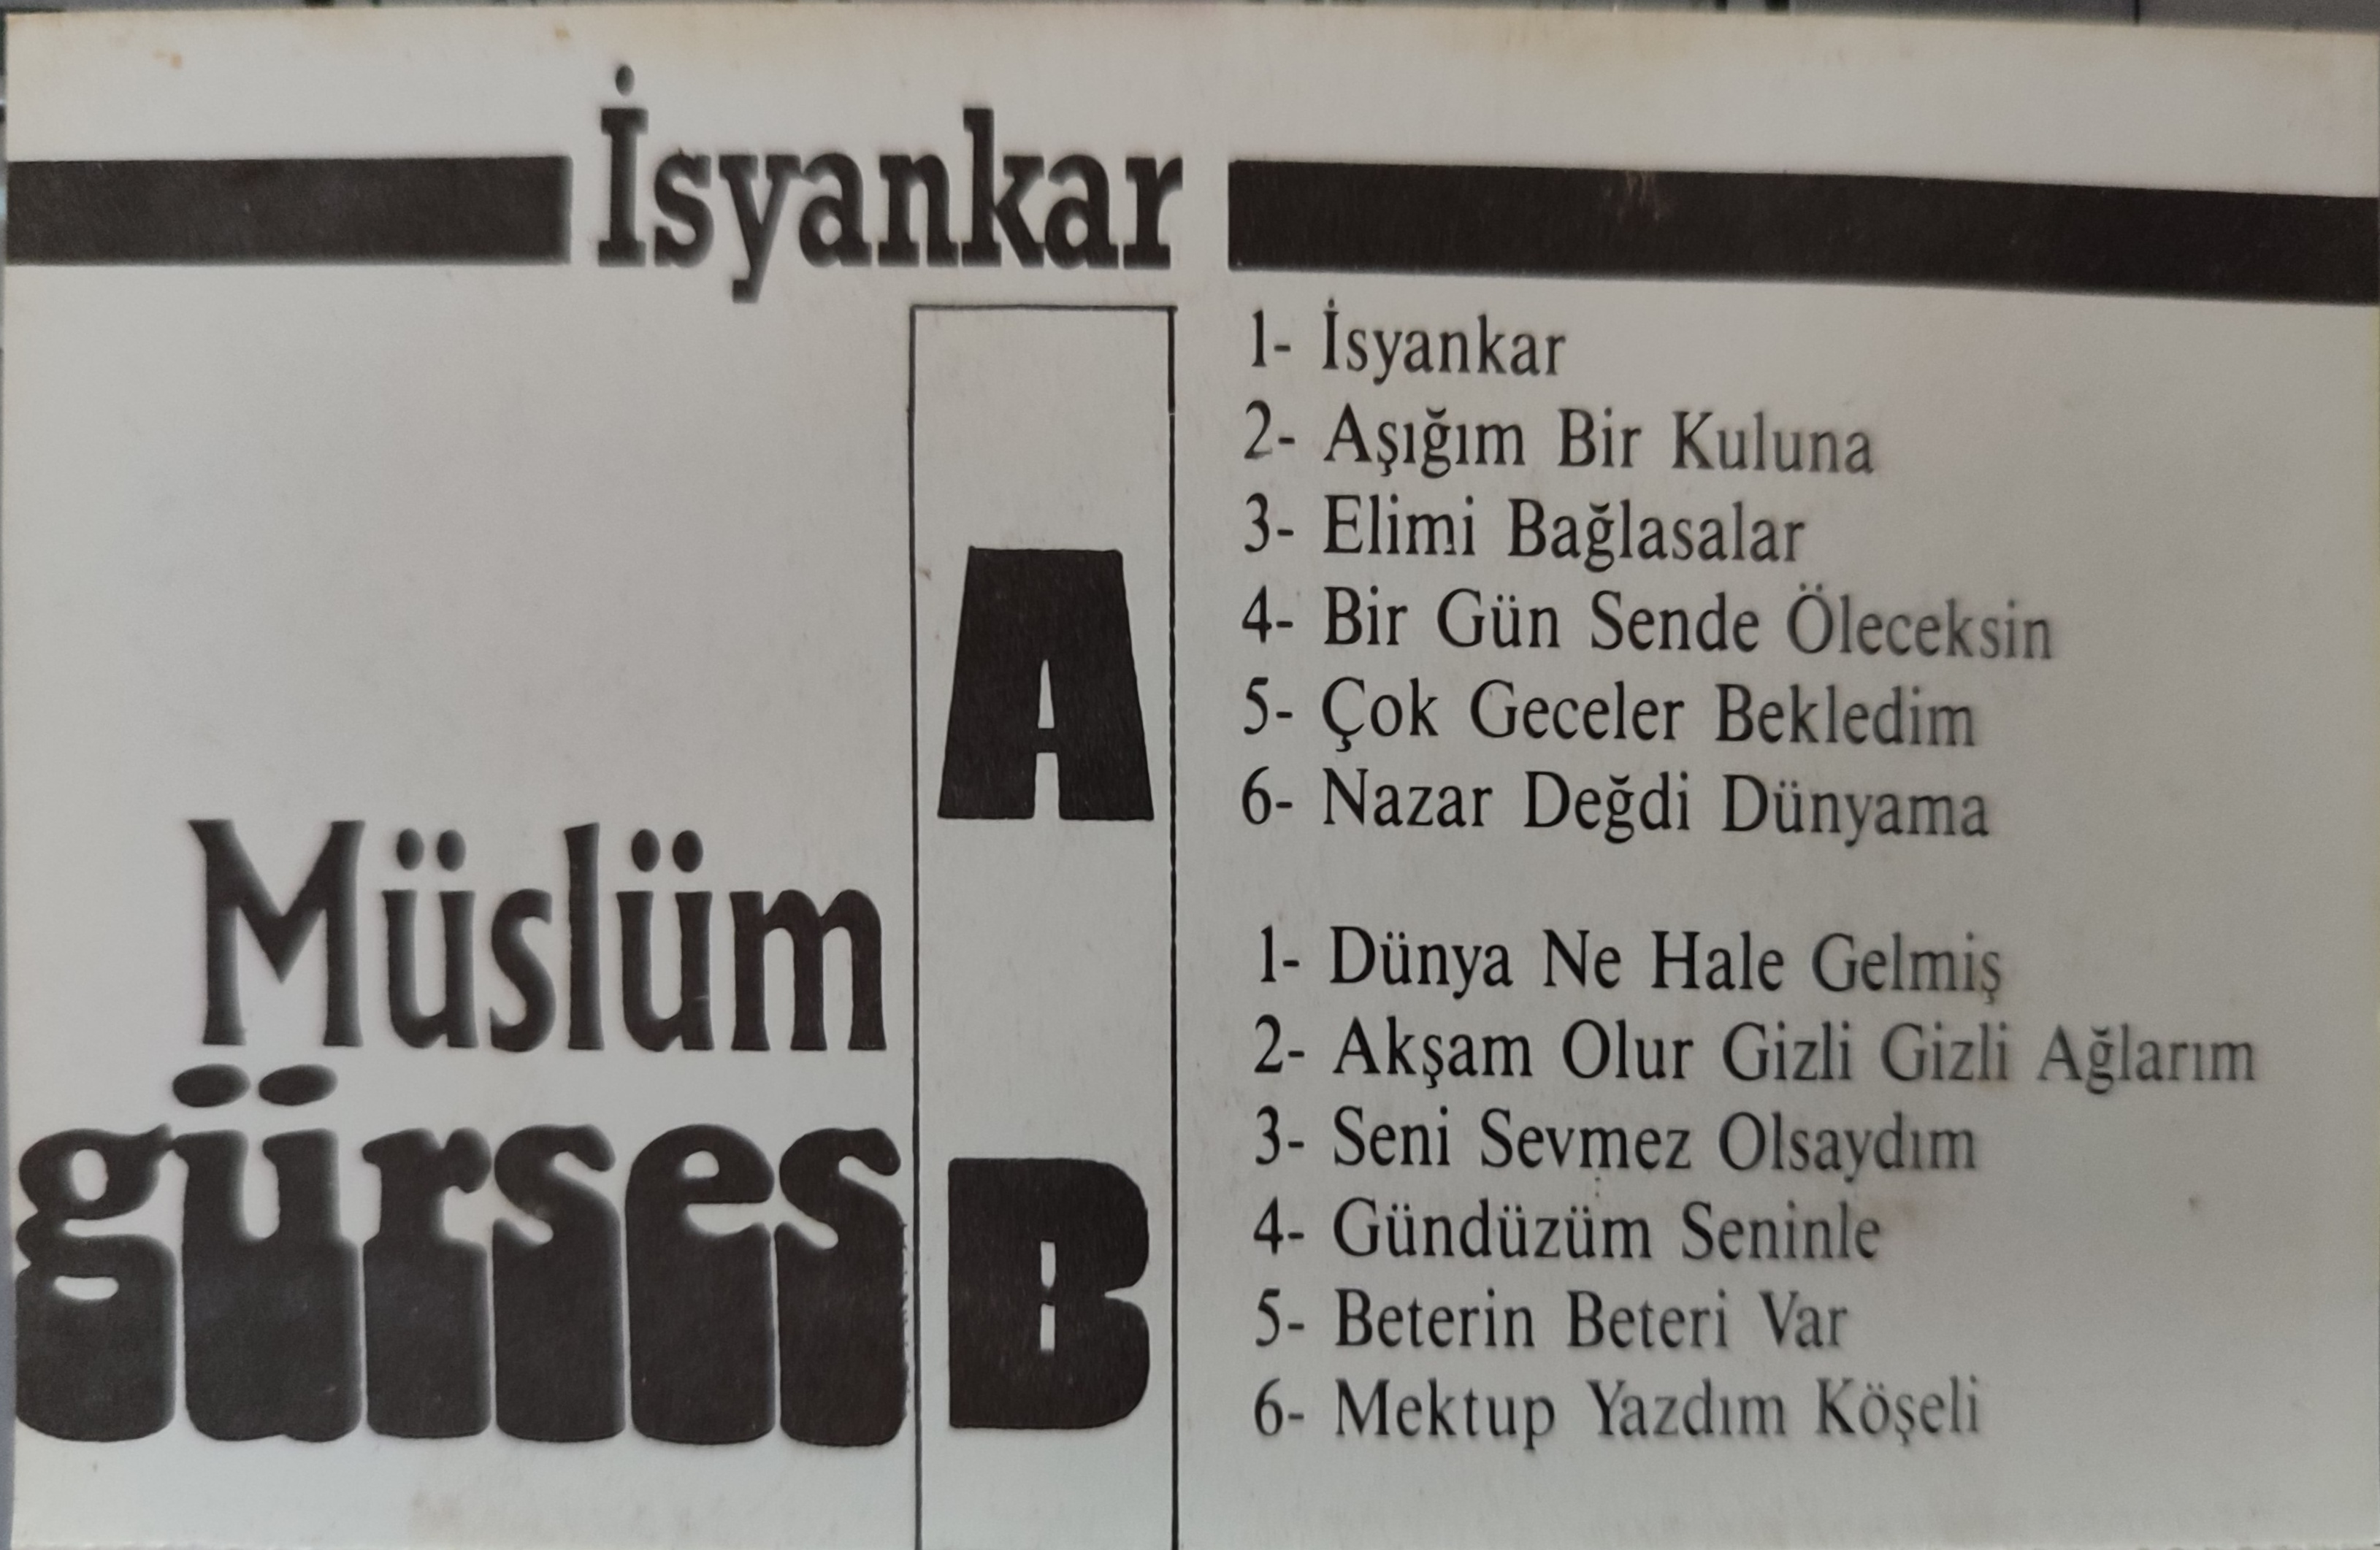 İsyankar
Müslüm
gürses
A
1- İsyankar
2- Aşığım Bir Kuluna
3- Elimi Bağlasalar
4- Bir Gün Sende Öleceksin
5- Çok Geceler Bekledim
6- Nazar Değdi Dünyama
B
1- Dünya Ne Hale Gelmiş
2- Akşam Olur Gizli Gizli Ağlarım
3- Seni Sevmez Olsaydım
4- Gündüzüm Seninle
5- Beterin Beteri Var
6- Mektup Yazdım Köşeli